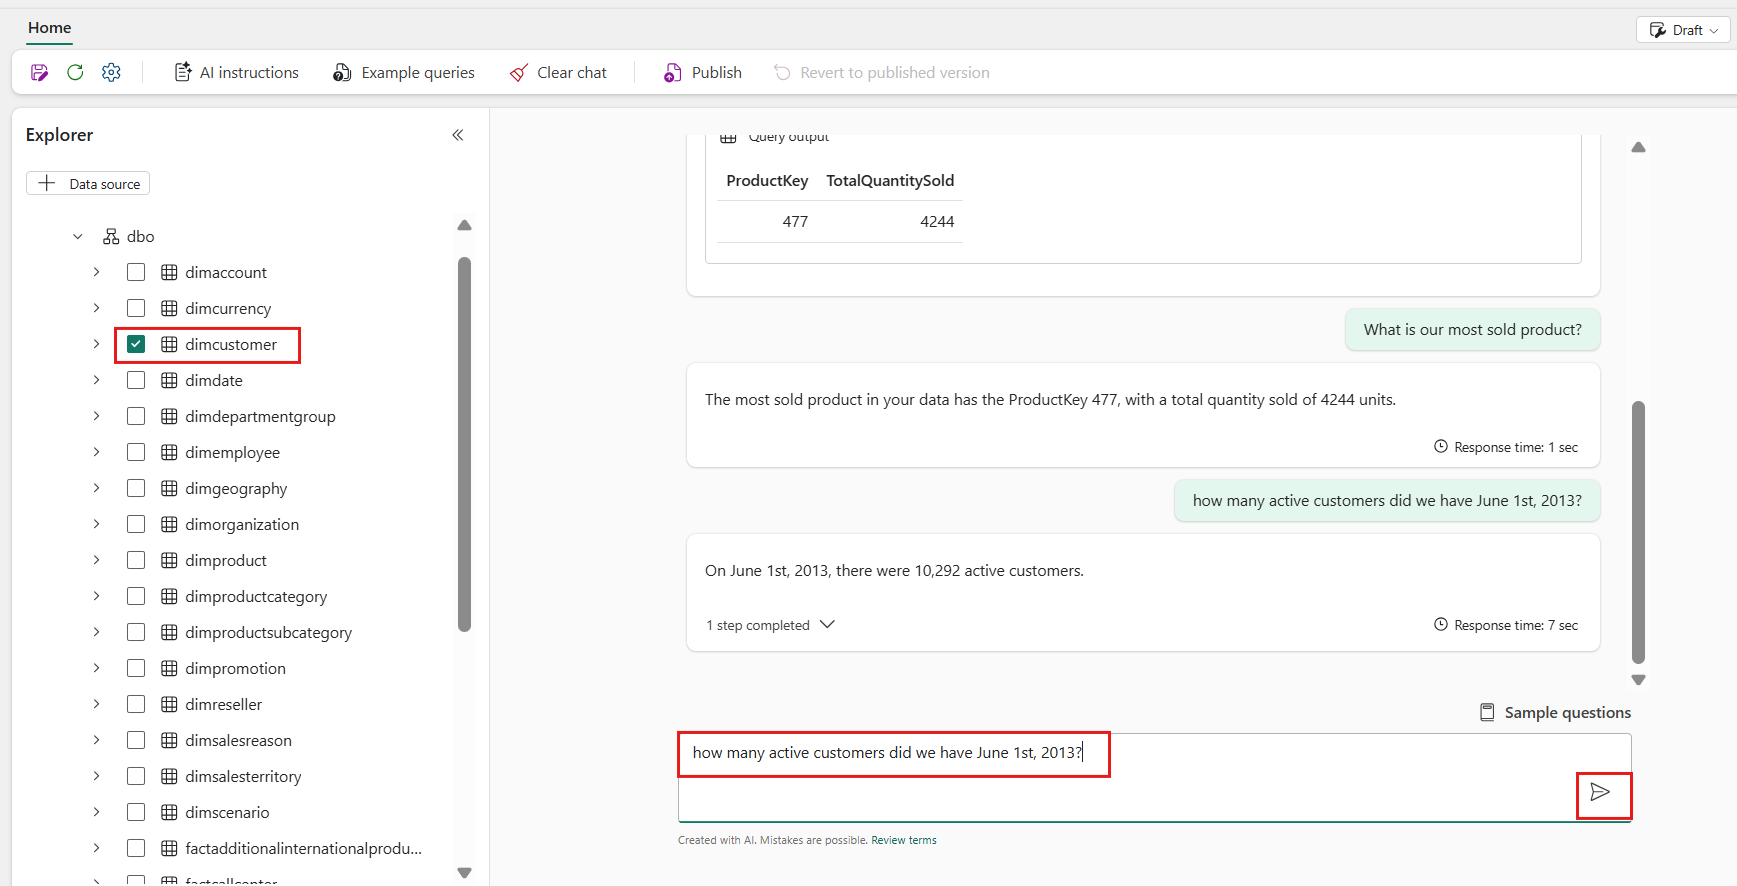 Home
Draft
AI instructions
Example queries
Clear chat
Publish
Revert to published version
Explorer
Data source
dbo
dimaccount
dimcurrency
dimcustomer
dimdate
dimdepartmentgroup
dimemployee
dimgeography
dimorganization
dimproduct
dimproductcategory
dimproductsubcategory
dimpromotion
dimreseller
dimsalesreason
dimsalesterritory
dimscenario
factadditionalinternationalprodu...
factcallcenter
Query output
ProductKey TotalQuantitySold
477 4244
What is our most sold product?
The most sold product in your data has the ProductKey 477, with a total quantity sold of 4244 units.
Response time: 1 sec
how many active customers did we have June 1st, 2013?
On June 1st, 2013, there were 10,292 active customers.
1 step completed
Response time: 7 sec
Sample questions
how many active customers did we have June 1st, 2013?
Created with AI. Mistakes are possible. Review terms